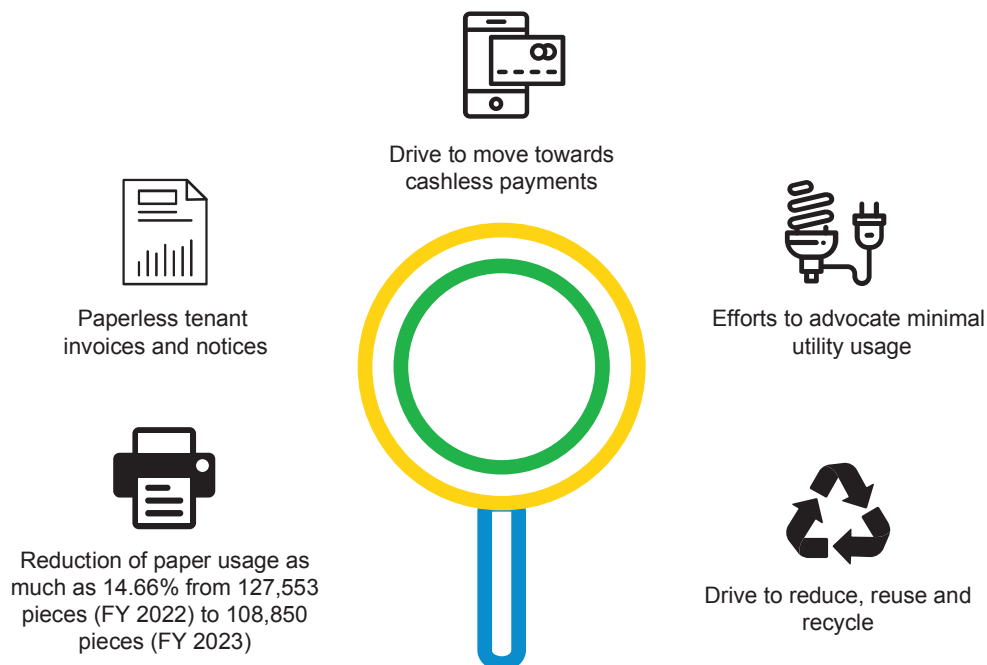 Drive to move towards
cashless payments
Paperless tenant
invoices and notices
Efforts to advocate minimal
utility usage
Reduction of paper usage as
much as 14.66% from 127,553
pieces (FY 2022) to 108,850
pieces (FY 2023)
Drive to reduce, reuse and
recycle